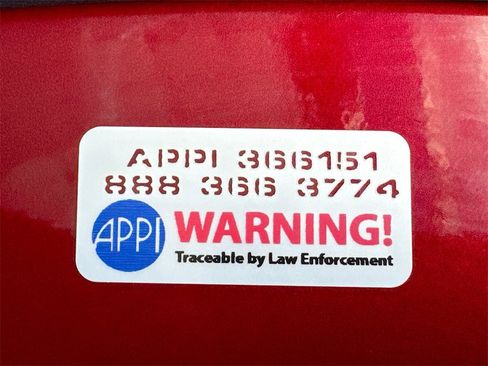 APPI 366151
888 366 3774
APPI WARNING!
Traceable by Law Enforcement